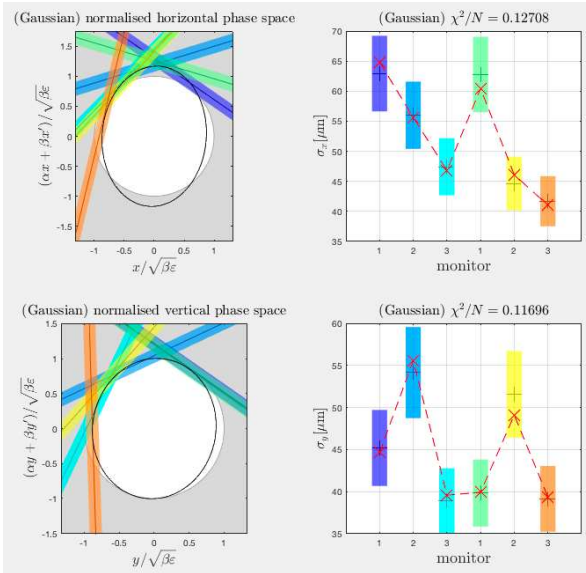 (Gaussian) normalised horizontal phase space
(αx + βx′)/√βε
1.5
1
0.5
0
-0.5
-1
-1.5
-1 -0.5 0 0.5 1
x/√βε
(Gaussian) χ²/N = 0.12708
σx [μm]
70
65
60
55
50
45
40
35
1 2 3 1 2 3
monitor
(Gaussian) normalised vertical phase space
(αy + βy′)/√βε
1.5
1
0.5
0
-0.5
-1
-1.5
-1 -0.5 0 0.5 1
y/√βε
(Gaussian) χ²/N = 0.11696
σy [μm]
60
55
50
45
40
35
1 2 3 1 2 3
monitor